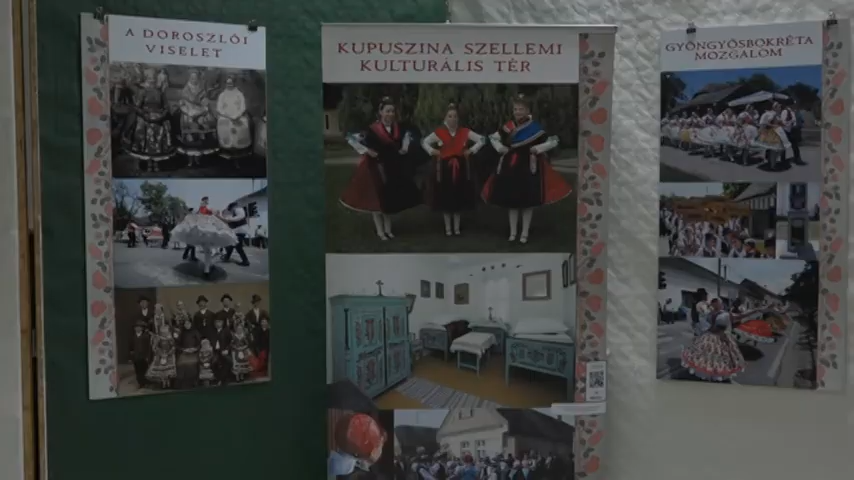 A DOROSZLÓI
VISELET
KUPUSZINA SZELLEMI
KULTURÁLIS TÉR
GYÖNGYÖSBOKRÉTA
MOZGALOM